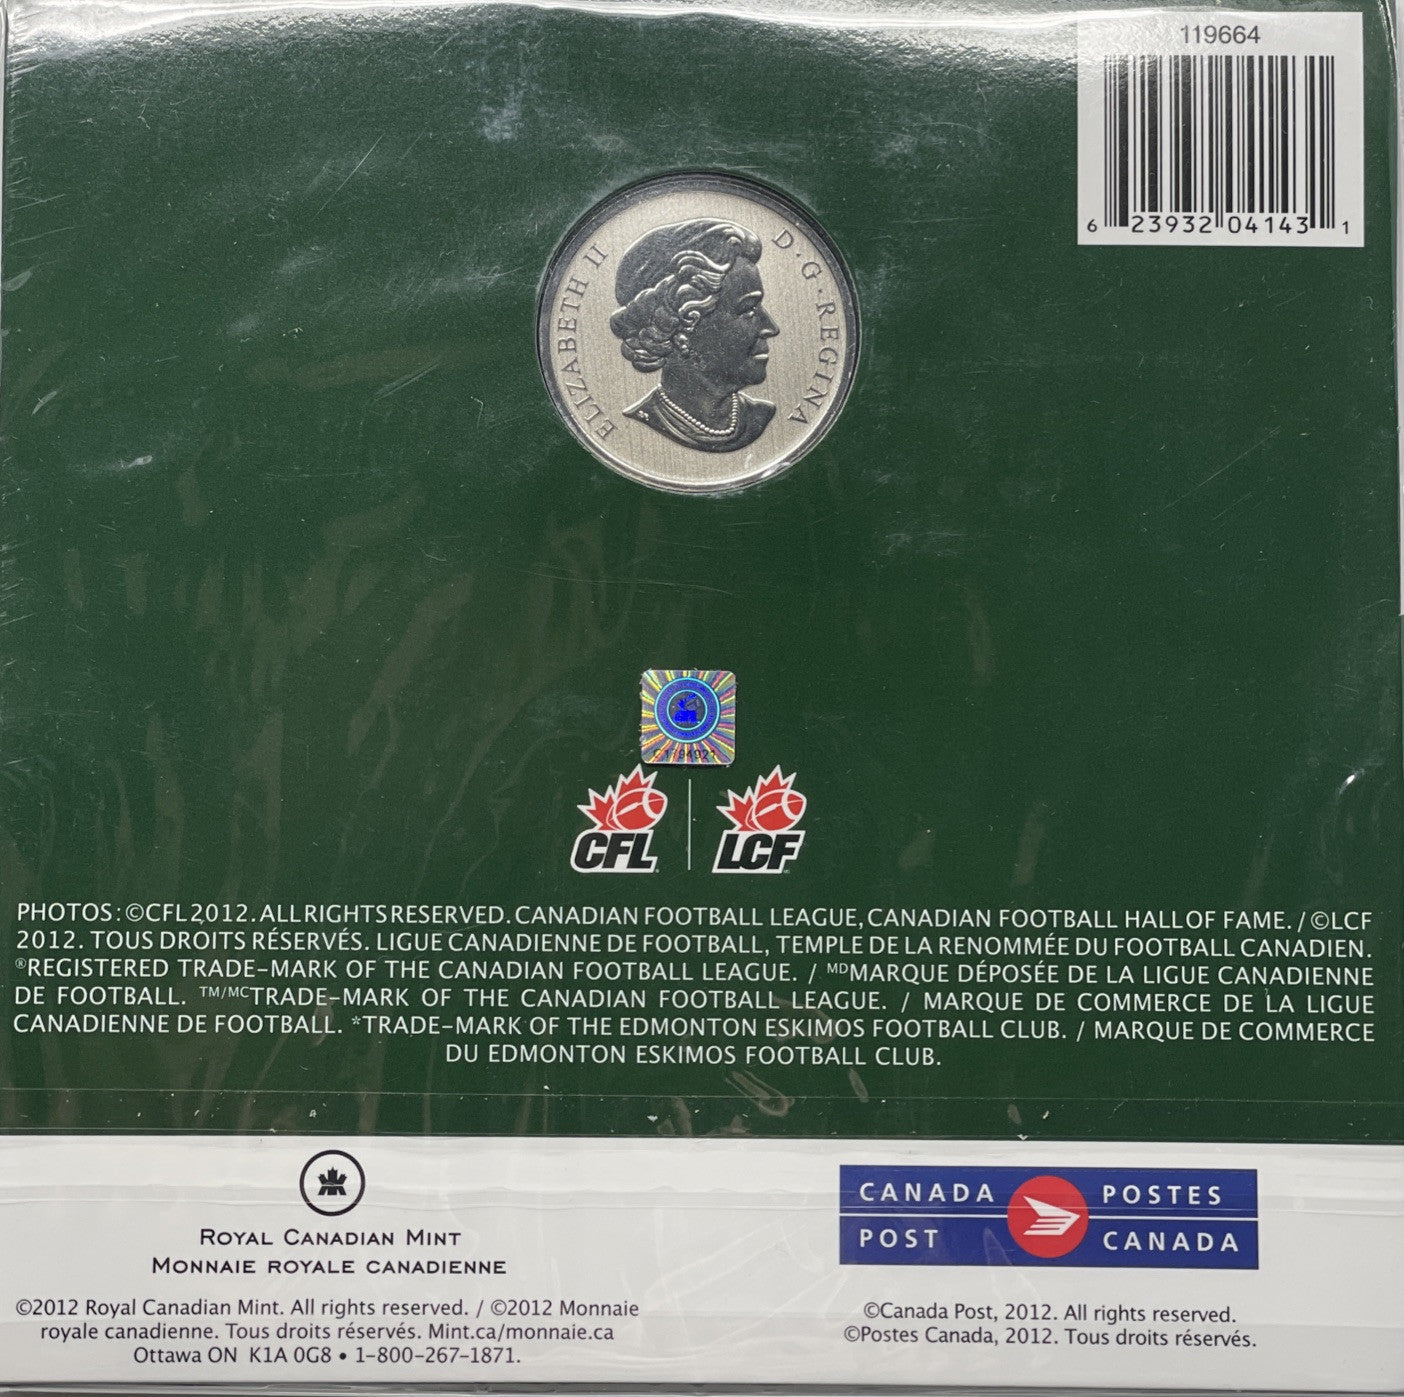 119664
6 23932 04143 1
ELIZABETH II
D·G·REGINA
CFL
LCF
PHOTOS: ©CFL 2012. ALL RIGHTS RESERVED. CANADIAN FOOTBALL LEAGUE, CANADIAN FOOTBALL HALL OF FAME. / ©LCF
2012. TOUS DROITS RÉSERVÉS. LIGUE CANADIENNE DE FOOTBALL, TEMPLE DE LA RENOMMÉE DU FOOTBALL CANADIEN.
®REGISTERED TRADE-MARK OF THE CANADIAN FOOTBALL LEAGUE. / MDMARQUE DÉPOSÉE DE LA LIGUE CANADIENNE
DE FOOTBALL. TM/MCTRADE-MARK OF THE CANADIAN FOOTBALL LEAGUE. / MARQUE DE COMMERCE DE LA LIGUE
CANADIENNE DE FOOTBALL. *TRADE-MARK OF THE EDMONTON ESKIMOS FOOTBALL CLUB. / MARQUE DE COMMERCE
DU EDMONTON ESKIMOS FOOTBALL CLUB.
ROYAL CANADIAN MINT
MONNAIE ROYALE CANADIENNE
©2012 Royal Canadian Mint. All rights reserved. / ©2012 Monnaie
royale canadienne. Tous droits réservés. Mint.ca/monnaie.ca
Ottawa ON K1A 0G8 • 1-800-267-1871.
CANADA POSTES
POST CANADA
©Canada Post, 2012. All rights reserved.
©Postes Canada, 2012. Tous droits réservés.